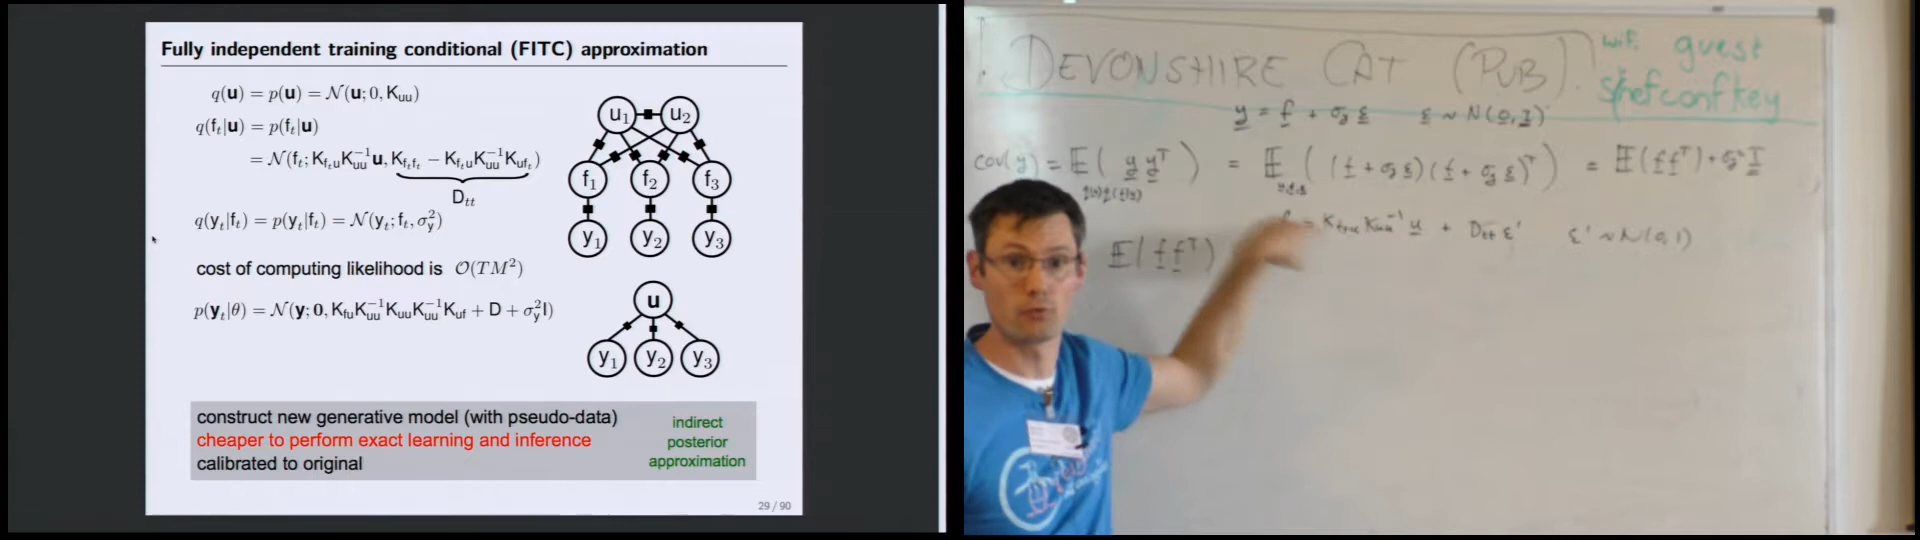 Fully independent training conditional (FITC) approximation
q(u) = p(u) = N(u; 0, K_uu)
q(f_t|u) = p(f_t|u)
= N(f_t; K_{f_t u} K_uu^{-1} u, K_{f_t f_t} − K_{f_t u} K_uu^{-1} K_{u f_t})
D_tt
q(y_t|f_t) = p(y_t|f_t) = N(y_t; f_t, σ_y^2)
cost of computing likelihood is O(TM^2)
p(y_t|θ) = N(y; 0, K_fu K_uu^{-1} K_uu K_uu^{-1} K_uf + D + σ_y^2 I)
u_1 u_2
f_1 f_2 f_3
y_1 y_2 y_3
u
y_1 y_2 y_3
construct new generative model (with pseudo-data)
cheaper to perform exact learning and inference
calibrated to original
indirect
posterior
approximation
29 / 90
DEVONSHIRE CAT (PUB).
wifi guest
shefconfkey
y = f + σ_y ε ε ~ N(0, I)
cov(y) = E(y y^T) = E((f + σ_y ε)(f + σ_y ε)^T) = E(f f^T) + σ_y^2 I
E(f f^T)
= K_{f_t u} K_uu^{-1} u + D_tt ε' ε' ~ N(0, 1)